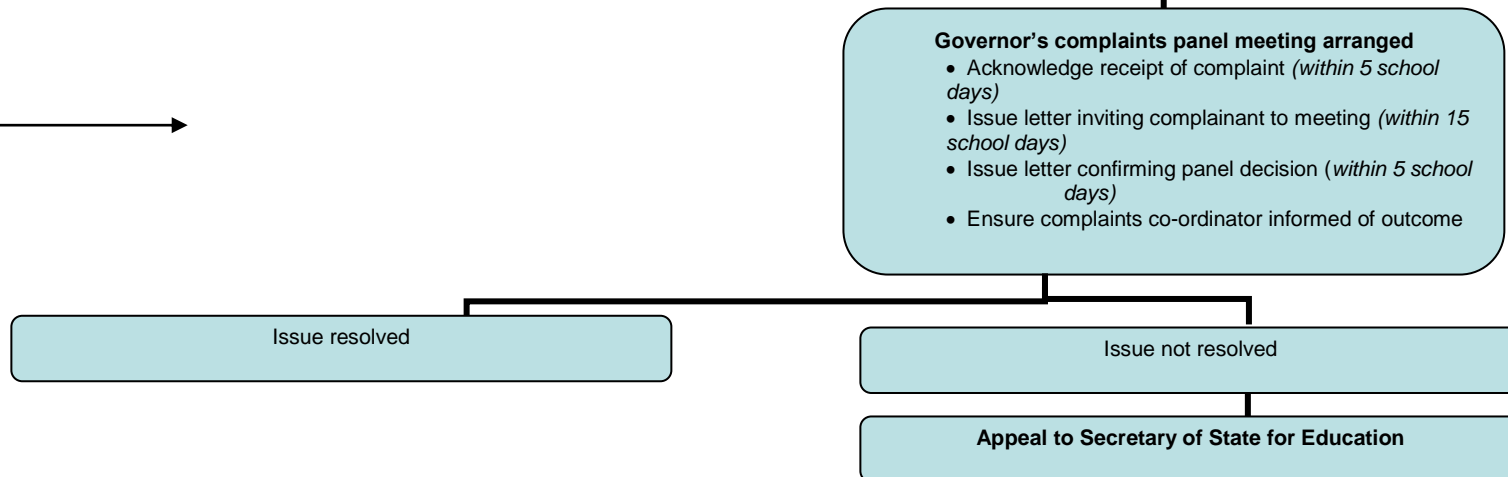 Governor’s complaints panel meeting arranged
• Acknowledge receipt of complaint (within 5 school
days)
• Issue letter inviting complainant to meeting (within 15
school days)
• Issue letter confirming panel decision (within 5 school
days)
• Ensure complaints co-ordinator informed of outcome
Issue resolved
Issue not resolved
Appeal to Secretary of State for Education